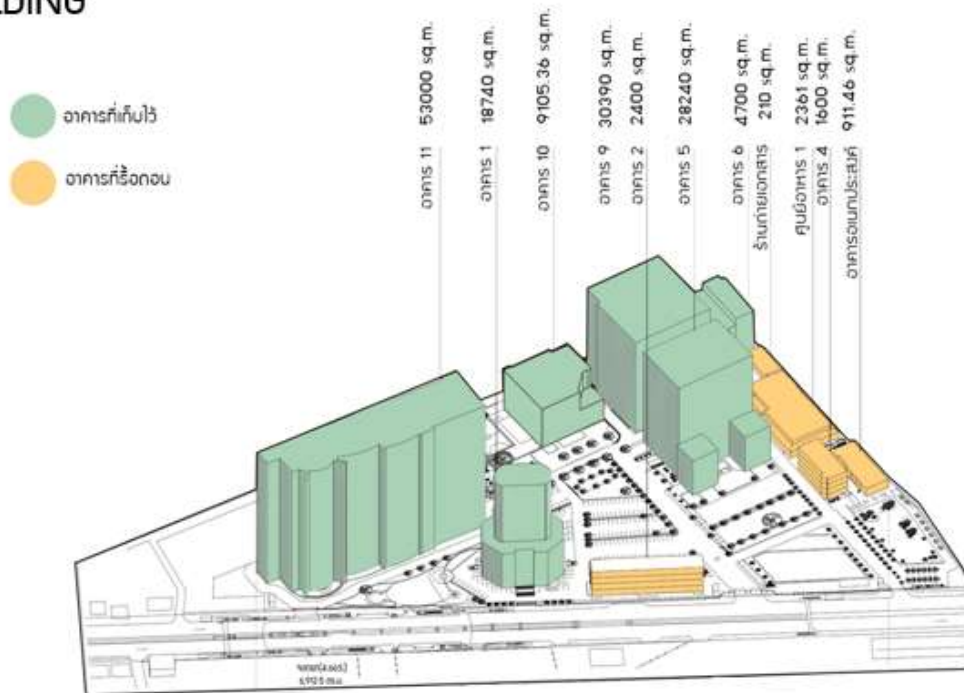 LDING
อาคารที่เก็บไว้
อาคารที่รื้อถอน
อาคาร 11 53000 sq.m.
อาคาร 1 18740 sq.m.
อาคาร 10 9105.36 sq.m.
อาคาร 9 30390 sq.m.
อาคาร 2 2400 sq.m.
อาคาร 5 28240 sq.m.
อาคาร 6 4700 sq.m.
ร้านถ่ายเอกสาร 210 sq.m.
ศูนย์อาหาร 1 2361 sq.m.
อาคาร 4 1600 sq.m.
อาคารอเนกประสงค์ 911.46 sq.m.